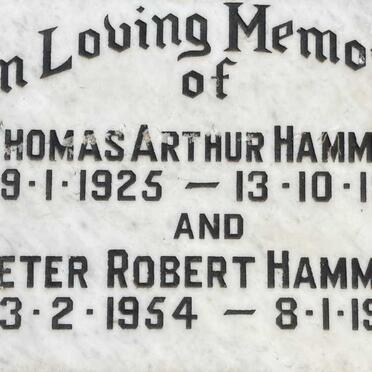 n Loving Memo
of
HOMAS ARTHUR HAMM
9·1·1925 — 13·10·1
AND
ETER ROBERT HAMM
3·2·1954 — 8·1·19